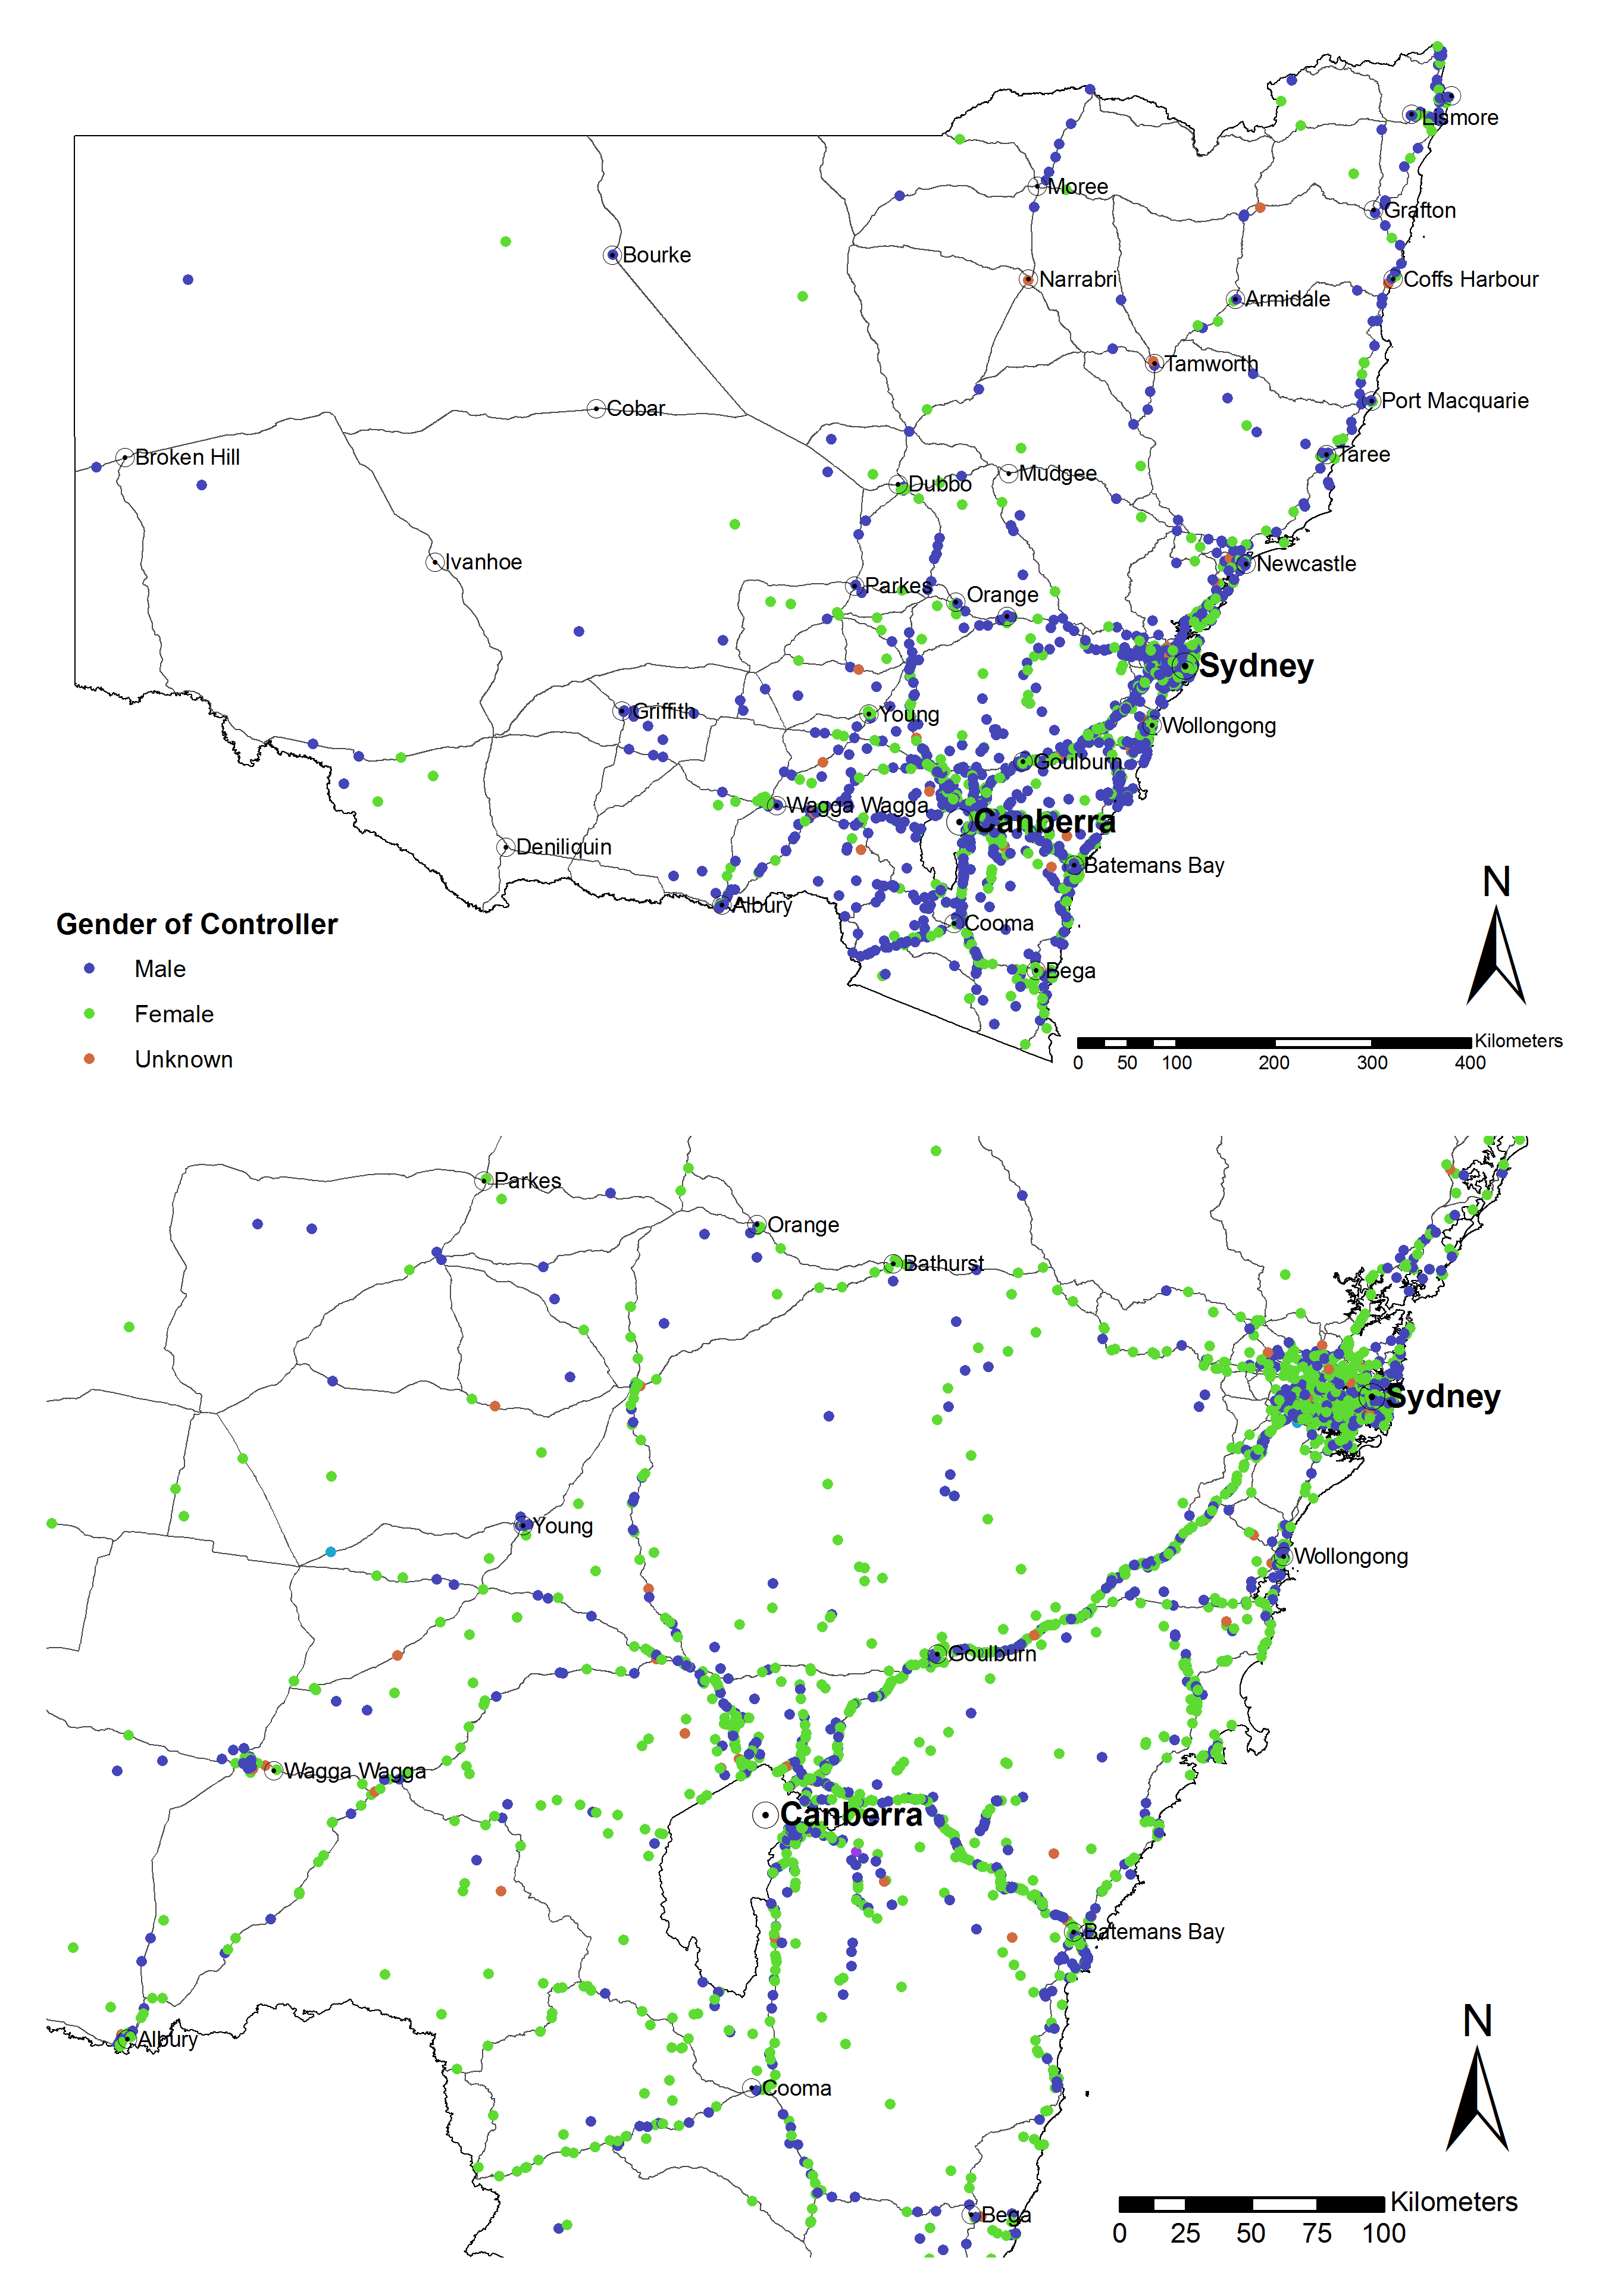 Lismore
Moree
Grafton
Bourke
Narrabri
Coffs Harbour
Armidale
Tamworth
Cobar
Port Macquarie
Broken Hill
Taree
Mudgee
Dubbo
Ivanhoe
Newcastle
Parkes
Orange
Sydney
Griffith
Young
Wollongong
Goulburn
Wagga Wagga
Canberra
Deniliquin
Batemans Bay
N
Albury
Gender of Controller
Cooma
Male
Bega
Female
Kilometers
Unknown
0 50 100 200 300 400
Parkes
Orange
Bathurst
Sydney
Young
Wollongong
Goulburn
Wagga Wagga
Canberra
Batemans Bay
N
Albury
Cooma
Kilometers
Bega
0 25 50 75 100